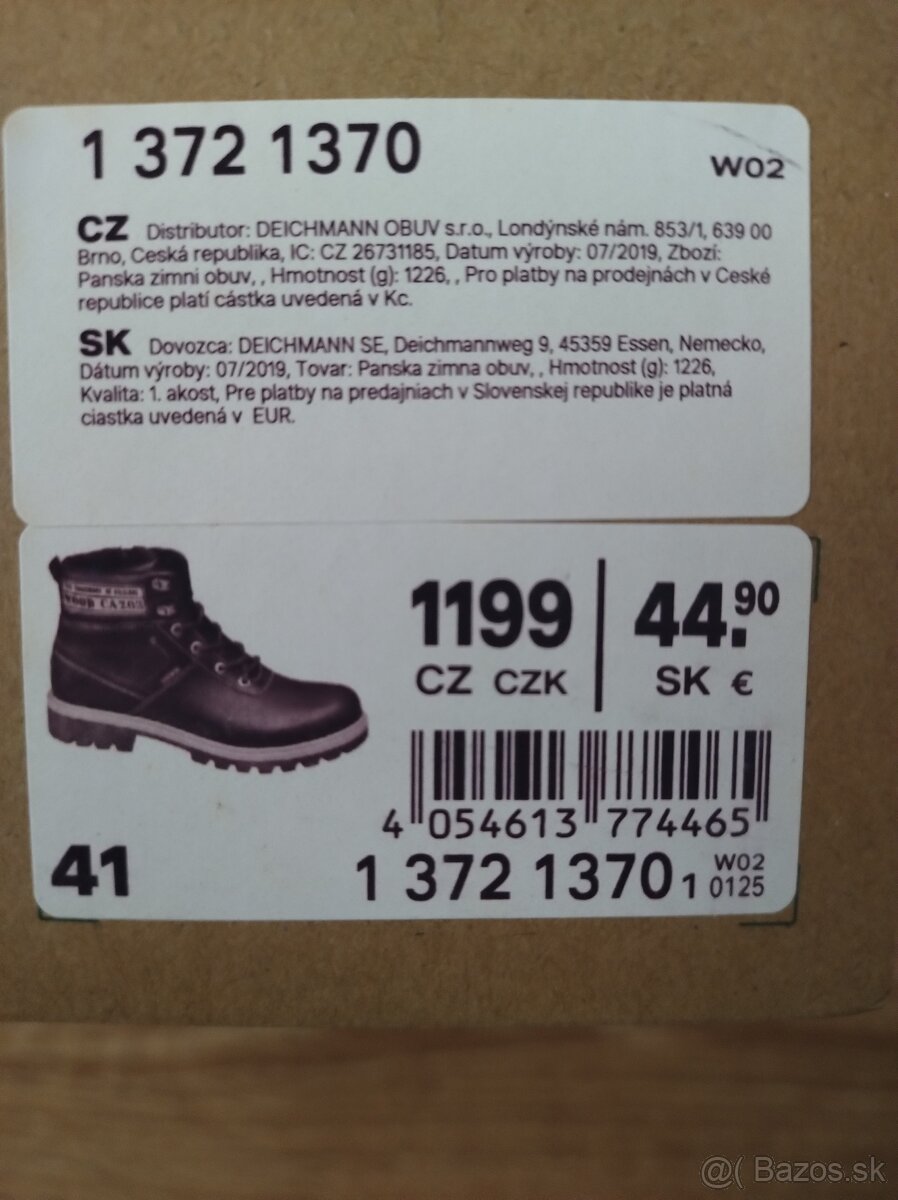 1 372 1370
W02
CZ Distributor: DEICHMANN OBUV s.r.o., Londýnské nám. 853/1, 639 00
Brno, Ceská republika, IC: CZ 26731185, Datum výroby: 07/2019, Zbozí:
Panska zimni obuv, , Hmotnost (g): 1226, , Pro platby na prodejnách v Ceské
republice platí cástka uvedená v Kc.
SK Dovozca: DEICHMANN SE, Deichmannweg 9, 45359 Essen, Nemecko,
Dátum výroby: 07/2019, Tovar: Panska zimna obuv, , Hmotnost (g): 1226,
Kvalita: 1. akost, Pre platby na predajniach v Slovenskej republike je platná
ciastka uvedená v EUR.
1199
CZ CZK
44.90
SK €
4 054613 774465
41
1 372 1370 1
W02
0125
@( Bazos.sk